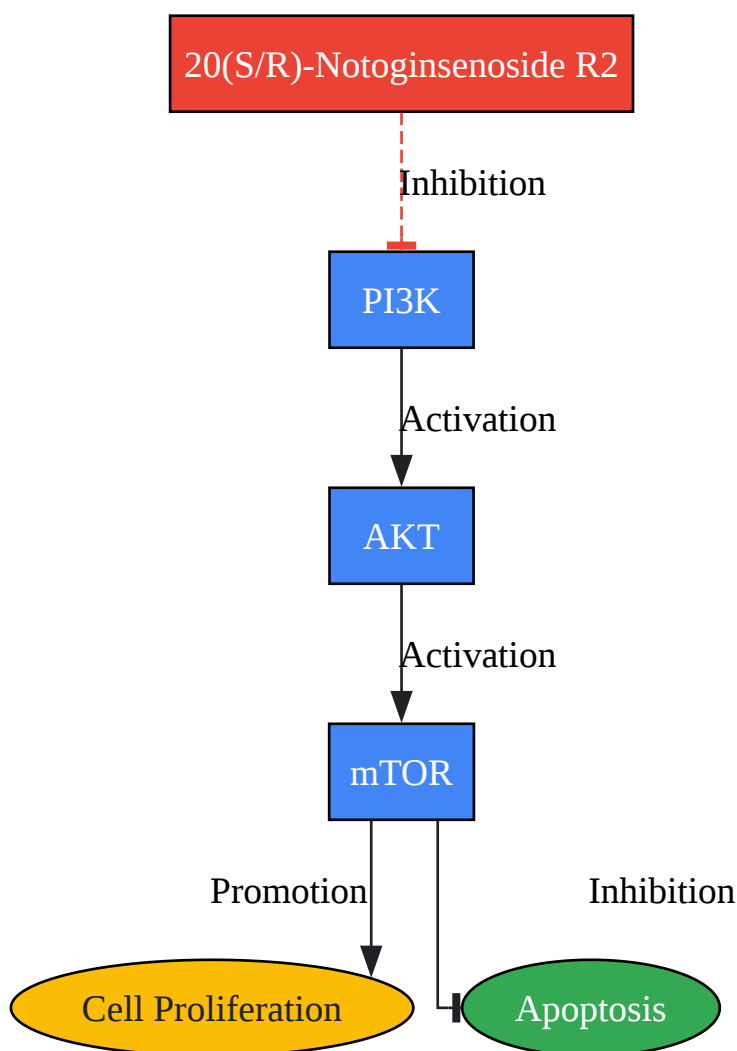 20(S/R)-Notoginsenoside R2
Inhibition
PI3K
Activation
AKT
Activation
mTOR
Promotion
Inhibition
Cell Proliferation
Apoptosis